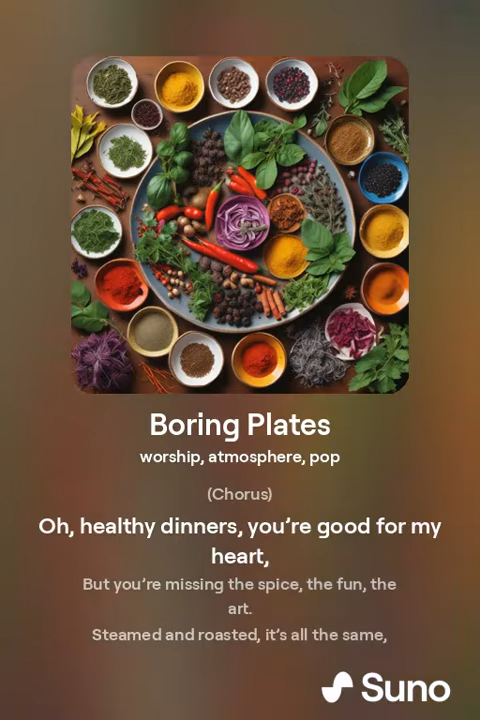 Boring Plates
worship, atmosphere, pop
(Chorus)
Oh, healthy dinners, you’re good for my
heart,
But you’re missing the spice, the fun, the
art.
Steamed and roasted, it’s all the same,
Suno